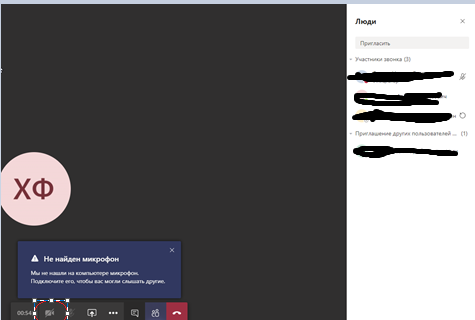 Люди
Пригласить
Участники звонка (3)
Приглашение других пользователей ... (1)
ХФ
Не найден микрофон
Мы не нашли на компьютере микрофон.
Подключите его, чтобы вас могли слышать другие.
00:54